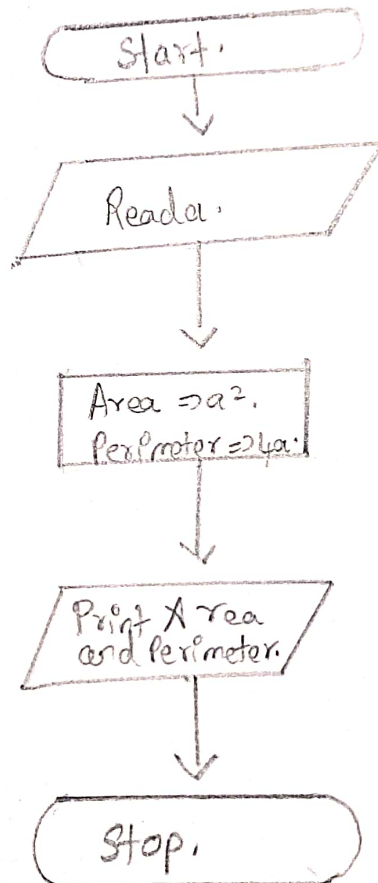 Start.
Read a.
Area => a².
Perimeter => 4a.
Print Area
and Perimeter.
Stop.